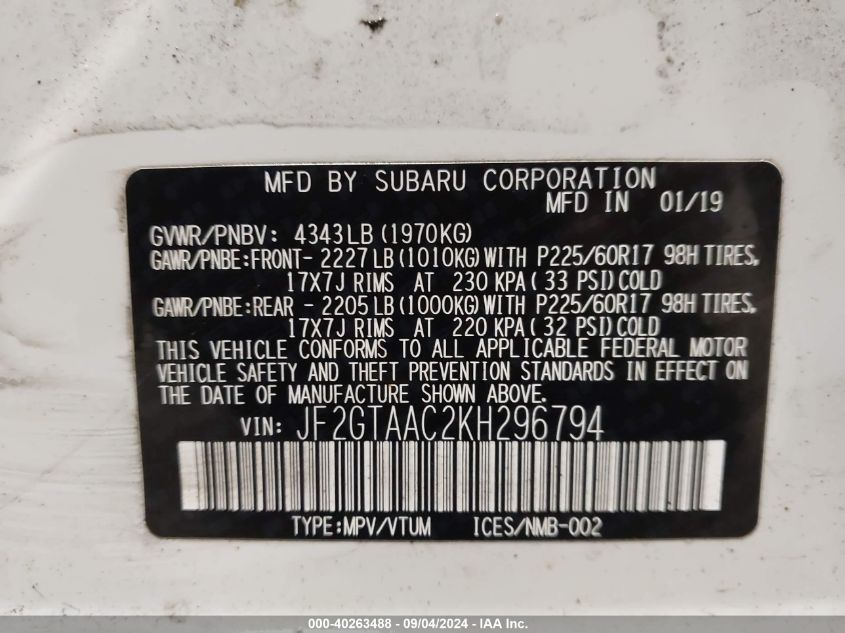 MFD BY SUBARU CORPORATION
MFD IN 01/19
GVWR/PNBV: 4343LB(1970KG)
GAWR/PNBE:FRONT- 2227LB(1010KG)WITH P225/60R17 98H TIRES,
17X7J RIMS AT 230 KPA( 33 PSI)COLD
GAWR/PNBE:REAR - 2205LB(1000KG)WITH P225/60R17 98H TIRES,
17X7J RIMS AT 220 KPA( 32 PSI)COLD
THIS VEHICLE CONFORMS TO ALL APPLICABLE FEDERAL MOTOR
VEHICLE SAFETY AND THEFT PREVENTION STANDARDS IN EFFECT ON
THE DATE OF MANUFACTURE SHOWN ABOVE.
VIN: JF2GTAAC2KH296794
TYPE:MPV/VTUM ICES/NMB-002
000-40263488 - 09/04/2024 - IAA Inc.